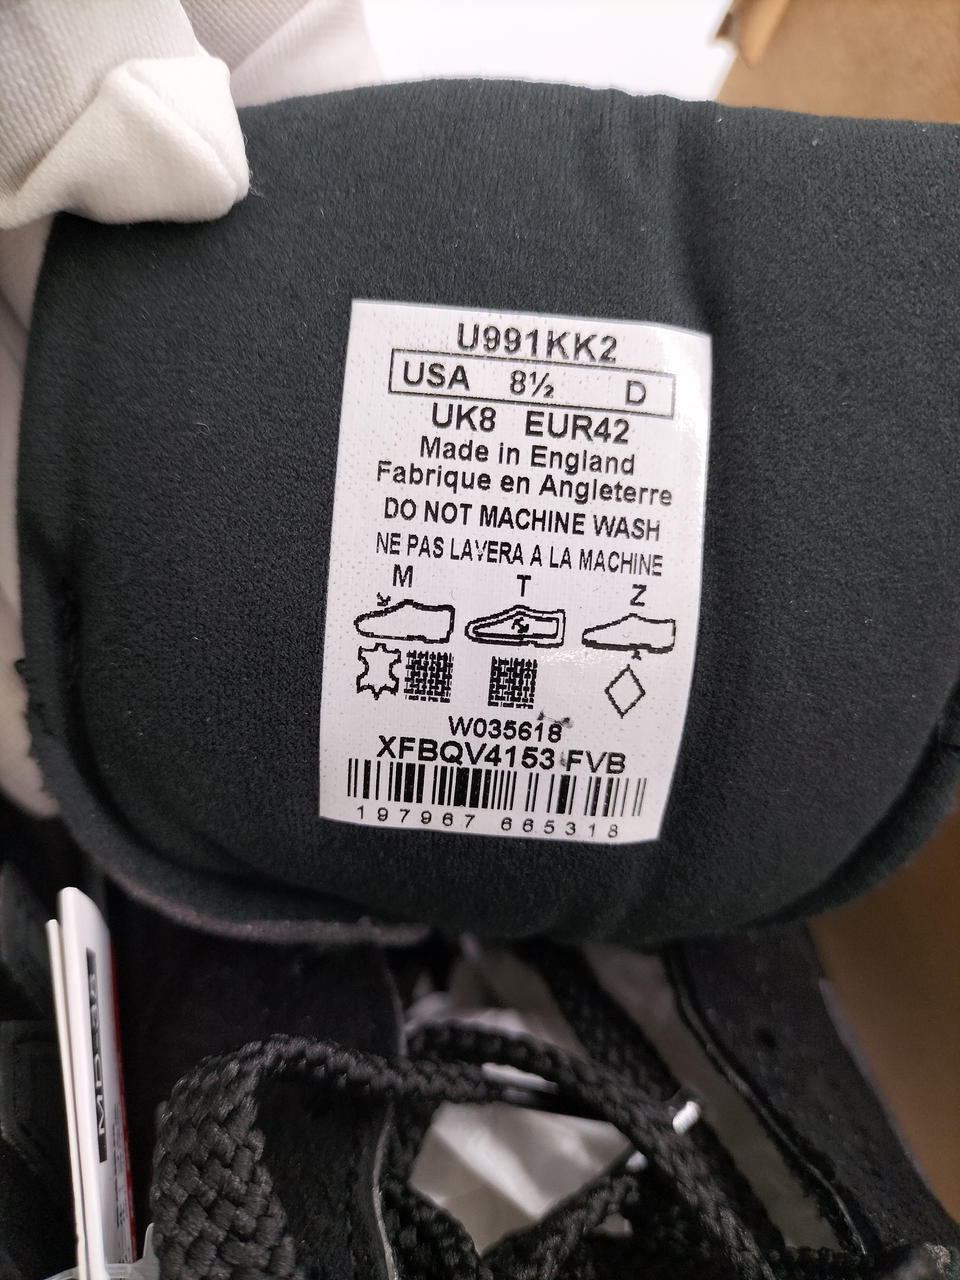 U991KK2
USA 8½ D
UK8 EUR42
Made in England
Fabrique en Angleterre
DO NOT MACHINE WASH
NE PAS LAVERA A LA MACHINE
M T Z
W035618
XFBQV4153 FVB
197967 665318